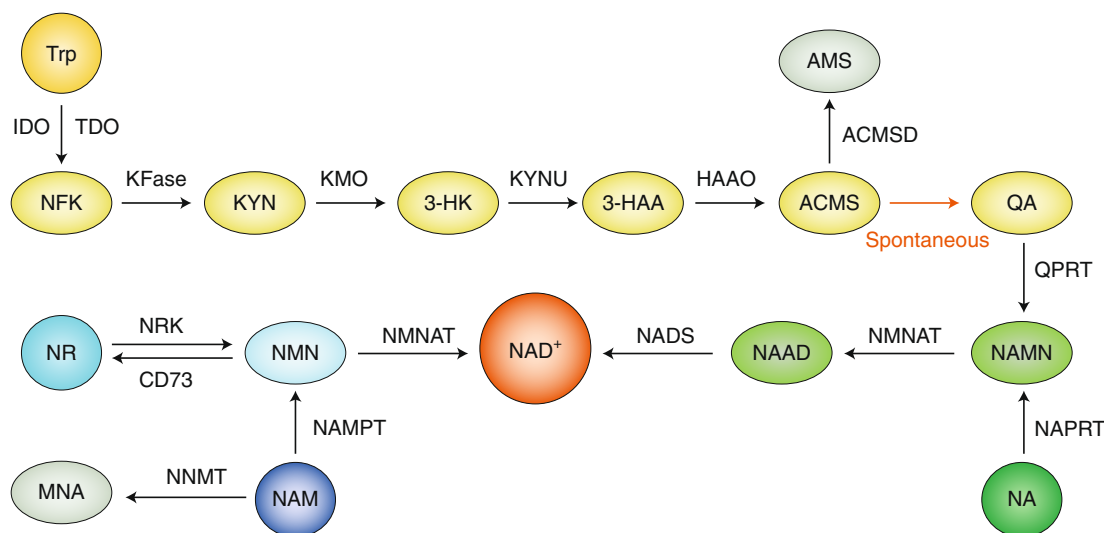 Trp
AMS
IDO TDO
ACMSD
KFase KMO KYNU HAAO
NFK KYN 3-HK 3-HAA ACMS QA
Spontaneous
QPRT
NRK NMNAT NADS NMNAT
NR NMN NAD⁺ NAAD NAMN
CD73
NAMPT NAPRT
NNMT
MNA NAM NA